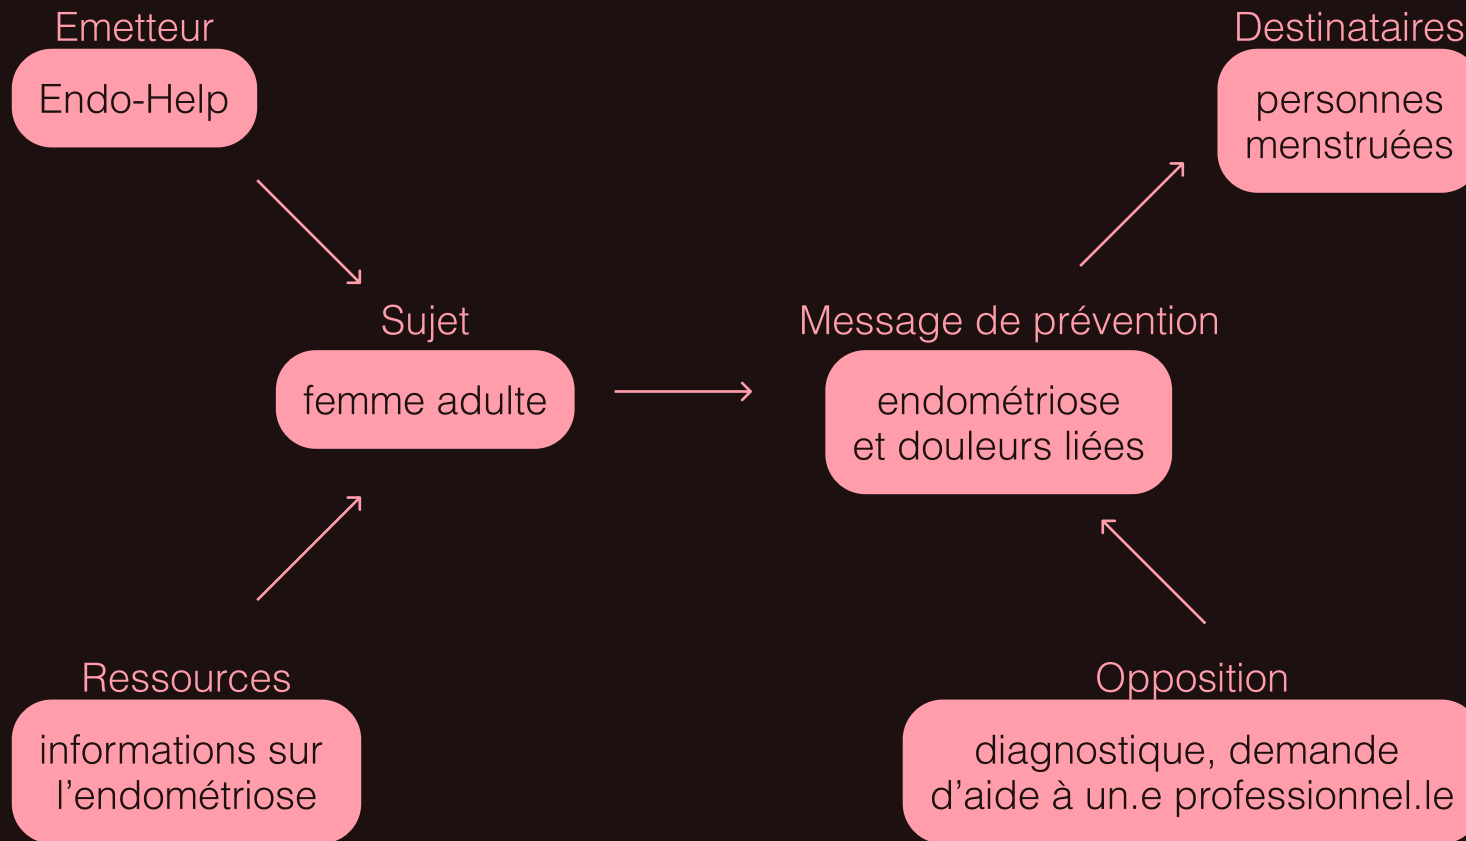 Emetteur
Endo-Help
Destinataires
personnes
menstruées
Sujet
femme adulte
Message de prévention
endométriose
et douleurs liées
Ressources
informations sur
l'endométriose
Opposition
diagnostique, demande
d'aide à un.e professionnel.le